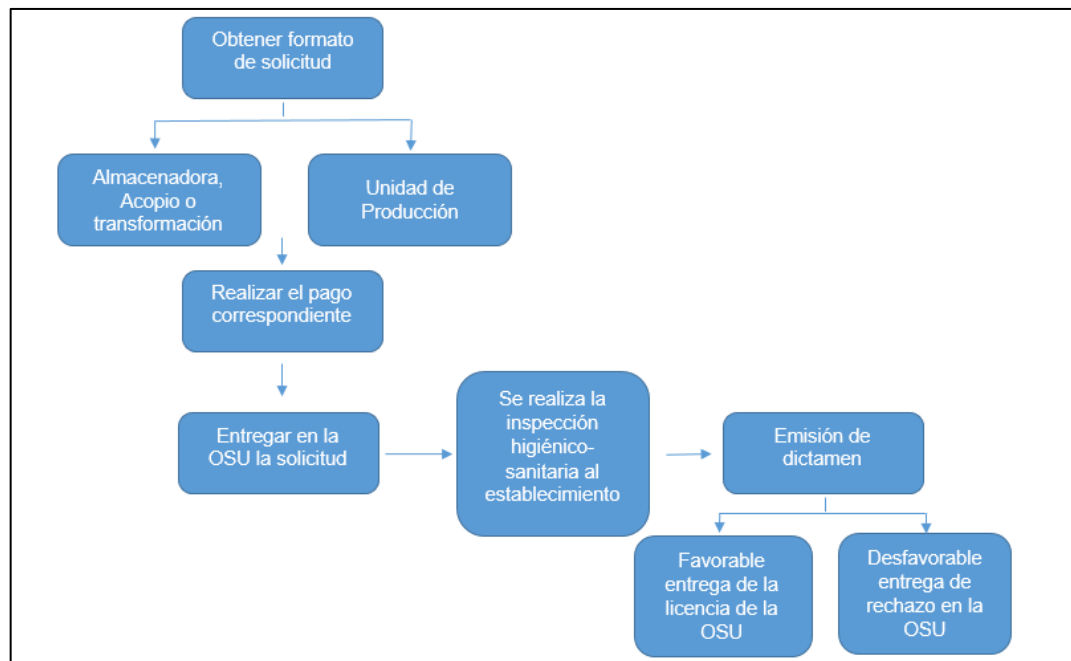 Obtener formato
de solicitud
Almacenadora,
Acopio o
transformación
Unidad de
Producción
Realizar el pago
correspondiente
Entregar en la
OSU la solicitud
Se realiza la
inspección
higiénico-
sanitaria al
establecimiento
Emisión de
dictamen
Favorable
entrega de la
licencia de la
OSU
Desfavorable
entrega de
rechazo en la
OSU